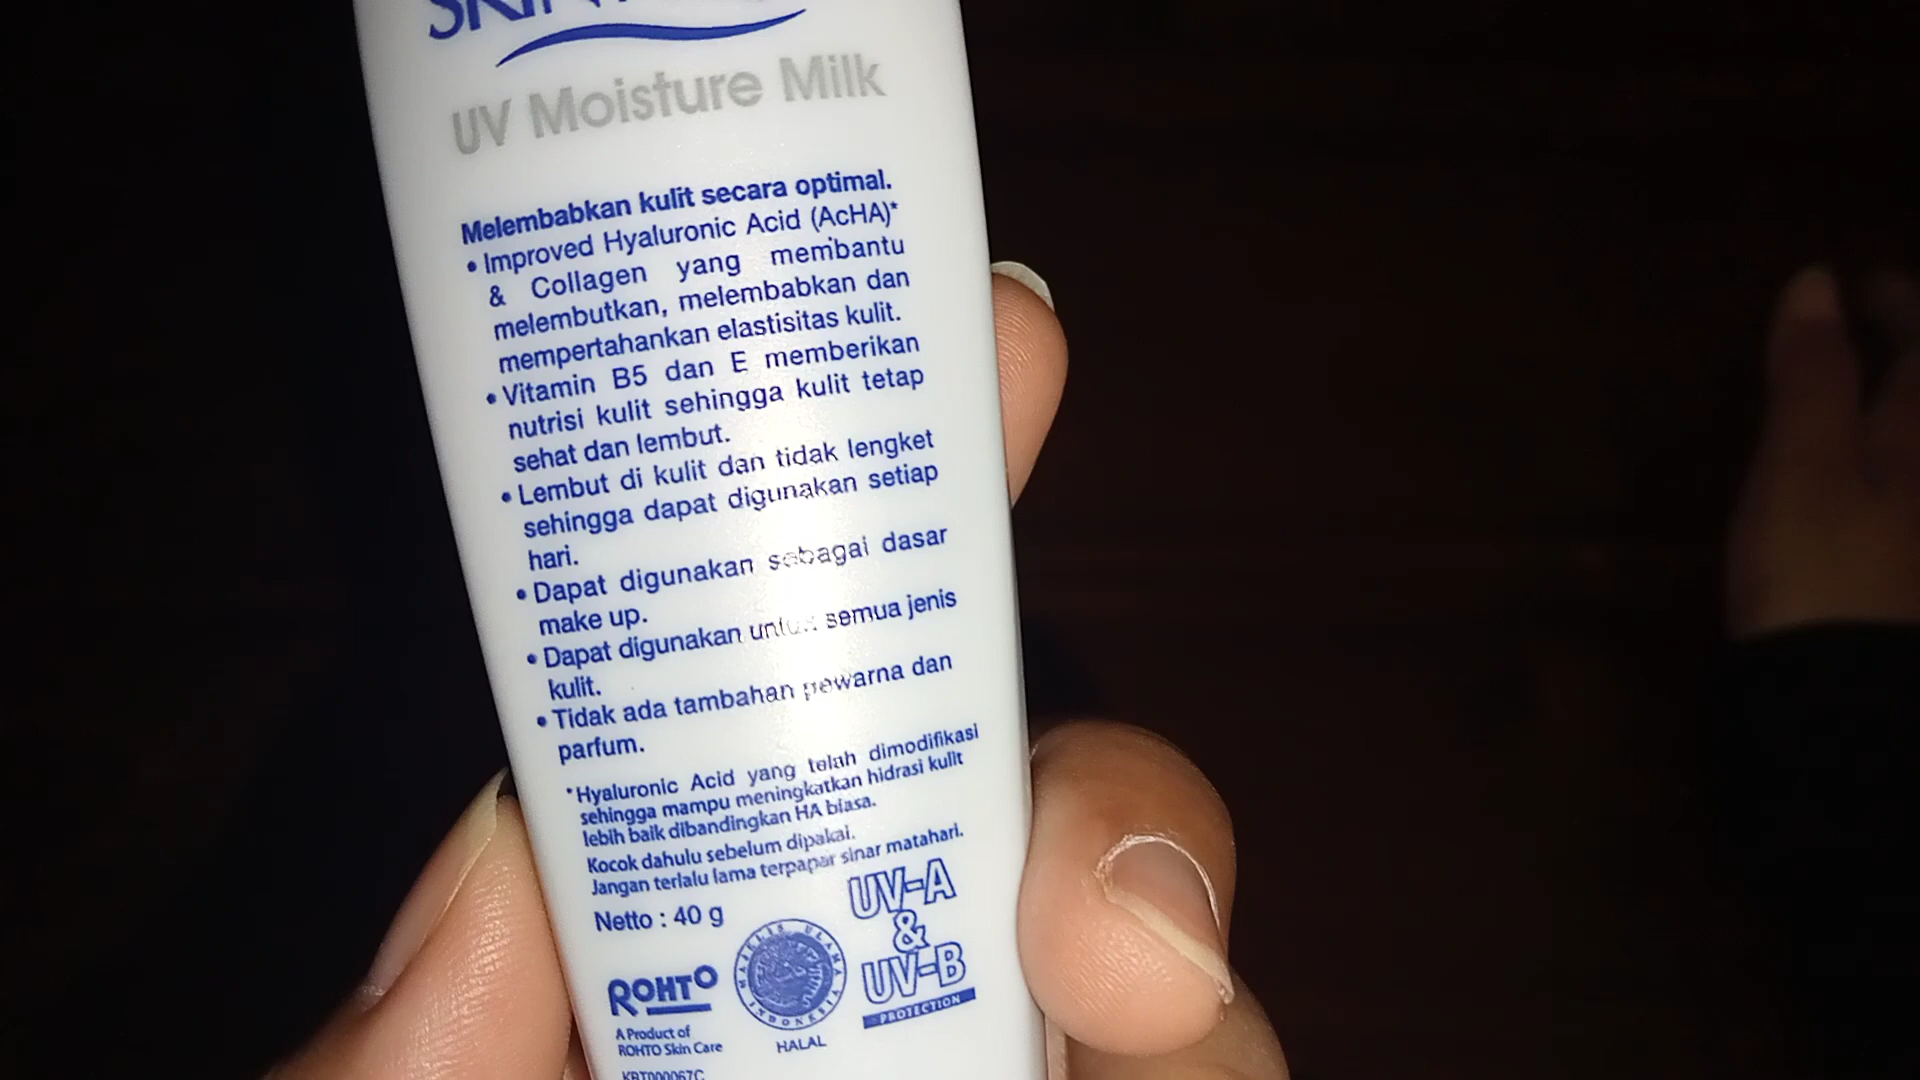 UV Moisture Milk
Melembabkan kulit secara optimal.
• Improved Hyaluronic Acid (AcHA)*
& Collagen yang membantu
melembutkan, melembabkan dan
mempertahankan elastisitas kulit.
• Vitamin B5 dan E memberikan
nutrisi kulit sehingga kulit tetap
sehat dan lembut.
• Lembut di kulit dan tidak lengket
sehingga dapat digunakan setiap
hari.
• Dapat digunakan sebagai dasar
make up.
• Dapat digunakan untuk semua jenis
kulit.
• Tidak ada tambahan pewarna dan
parfum.
*Hyaluronic Acid yang telah dimodifikasi
sehingga mampu meningkatkan hidrasi kulit
lebih baik dibandingkan HA biasa.
Kocok dahulu sebelum dipakai.
Jangan terlalu lama terpapar sinar matahari.
Netto : 40 g
UV-A
&
UV-B
PROTECTION
MAJELIS ULAMA INDONESIA
HALAL
ROHTO
A Product of
ROHTO Skin Care